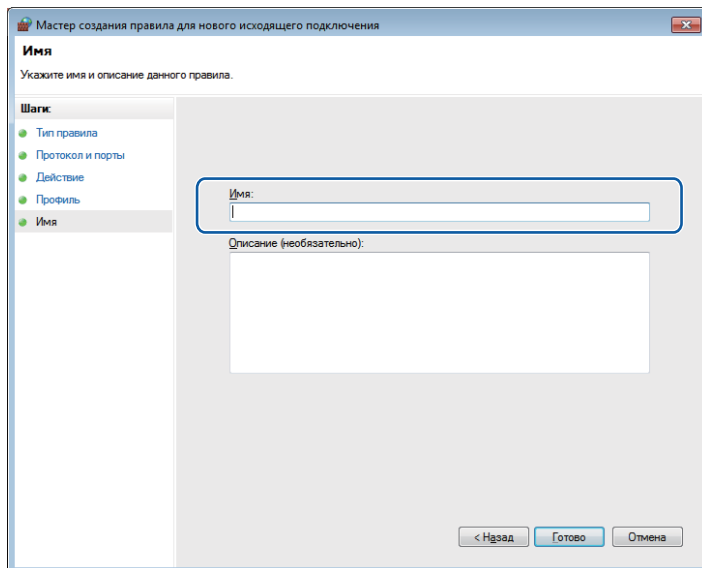 Мастер создания правила для нового исходящего подключения
Имя
Укажите имя и описание данного правила.
Шаги:
Тип правила
Протокол и порты
Действие
Профиль
Имя
Имя:
Описание (необязательно):
< Назад
Готово
Отмена